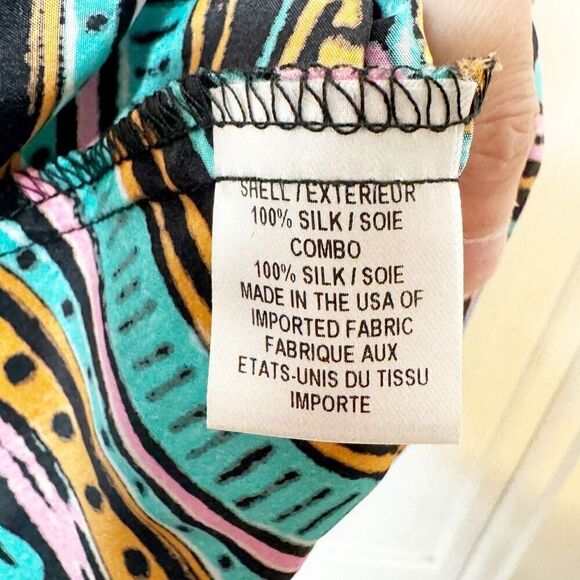 SHELL / EXTERIEUR
100% SILK / SOIE
COMBO
100% SILK / SOIE
MADE IN THE USA OF
IMPORTED FABRIC
FABRIQUE AUX
ETATS-UNIS DU TISSU
IMPORTE